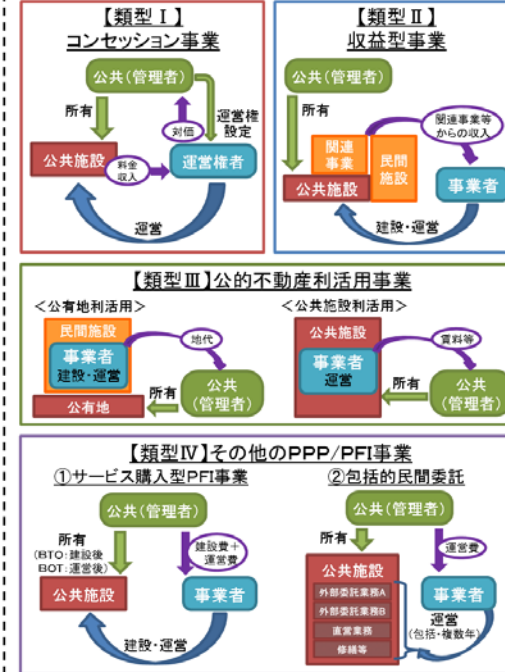 【類型Ⅰ】
コンセッション事業
公共(管理者)
所有
対価
運営権
設定
公共施設
料金
収入
運営権者
運営
【類型Ⅱ】
収益型事業
公共(管理者)
所有
関連事業等
からの収入
関連
事業
民間
施設
公共施設
事業者
建設・運営
【類型Ⅲ】公的不動産利活用事業
<公有地利活用>
民間施設
事業者
建設・運営
地代
所有
公共
(管理者)
公有地
<公共施設利活用>
公共施設
事業者
運営
賃料等
所有
公共
(管理者)
【類型Ⅳ】その他のPPP/PFI事業
①サービス購入型PFI事業
公共(管理者)
所有
(BTO:建設後
BOT:運営後)
建設費+
運営費
公共施設
事業者
建設・運営
②包括的民間委託
公共(管理者)
所有
運営費
公共施設
外部委託業務A
外部委託業務B
直営業務
修繕等
事業者
運営
(包括・複数年)